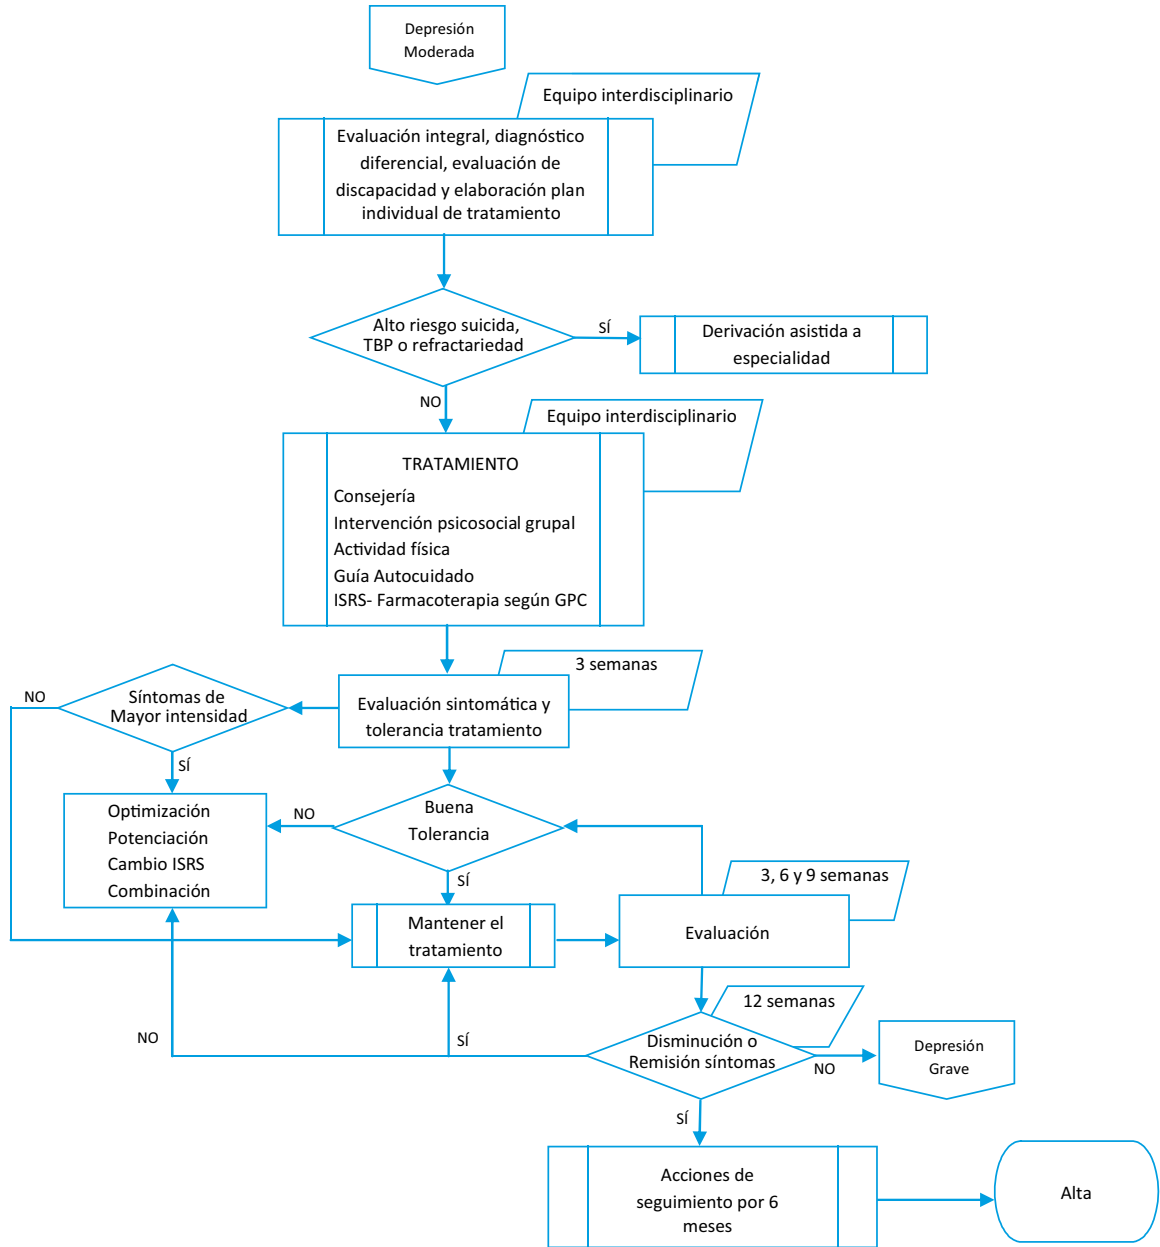 Depresión
Moderada
Equipo interdisciplinario
Evaluación integral, diagnóstico
diferencial, evaluación de
discapacidad y elaboración plan
individual de tratamiento
Alto riesgo suicida,
TBP o refractariedad
SÍ
Derivación asistida a
especialidad
NO
Equipo interdisciplinario
TRATAMIENTO
Consejería
Intervención psicosocial grupal
Actividad física
Guía Autocuidado
ISRS- Farmacoterapia según GPC
3 semanas
Evaluación sintomática y
tolerancia tratamiento
NO
Síntomas de
Mayor intensidad
SÍ
Optimización
Potenciación
Cambio ISRS
Combinación
NO
Buena
Tolerancia
SÍ
Mantener el
tratamiento
3, 6 y 9 semanas
Evaluación
12 semanas
Disminución o
Remisión síntomas
NO
SÍ
NO
Depresión
Grave
SÍ
Acciones de
seguimiento por 6
meses
Alta